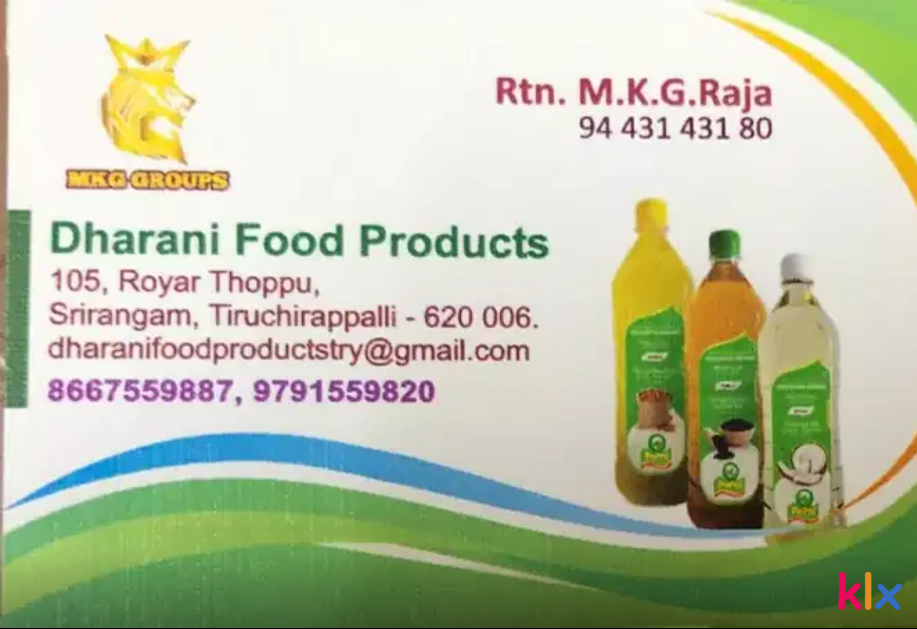 MKG GROUPS
Rtn. M.K.G.Raja
94 431 431 80
Dharani Food Products
105, Royar Thoppu,
Srirangam, Tiruchirappalli - 620 006.
dharanifoodproductstry@gmail.com
8667559887, 9791559820
klx